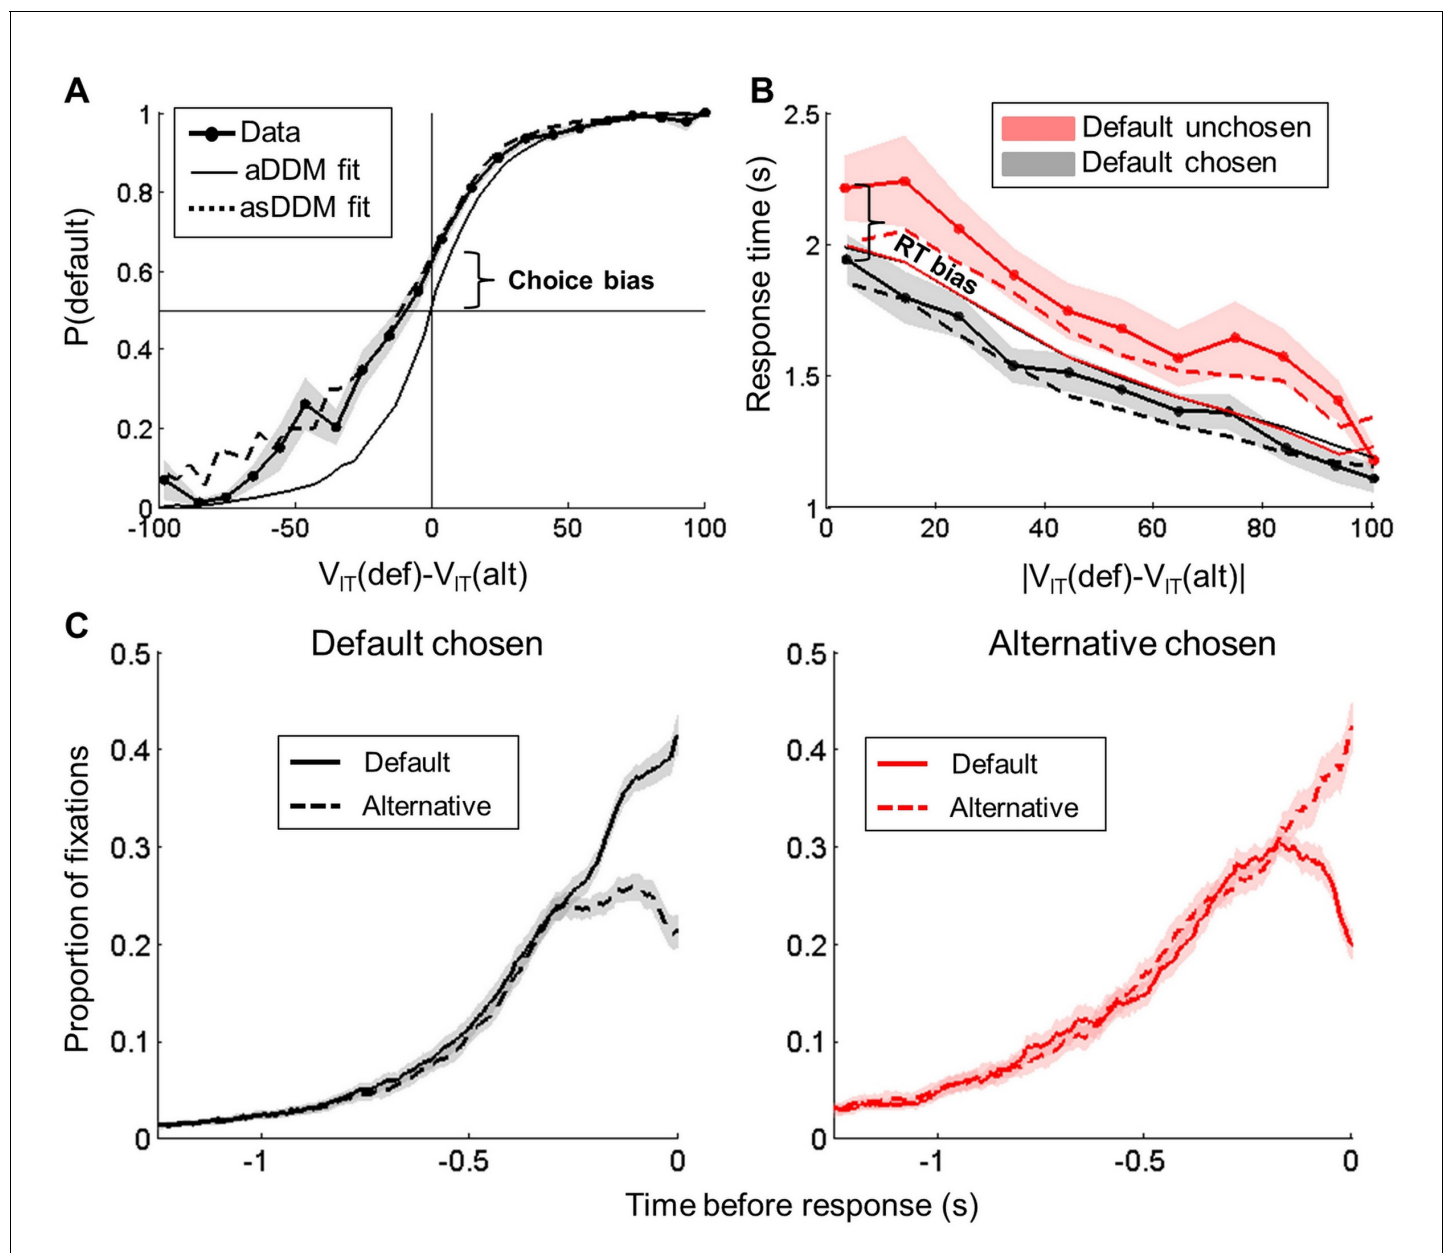 A
1
0.8
0.6
0.4
0.2
0
P(default)
Data
aDDM fit
asDDM fit
Choice bias
-100
-50
0
50
100
V_IT(def)-V_IT(alt)
B
2.5
2
1.5
1
Response time (s)
Default unchosen
Default chosen
RT bias
0
20
40
60
80
100
|V_IT(def)-V_IT(alt)|
C
Default chosen
0.5
0.4
0.3
0.2
0.1
0
Proportion of fixations
Default
Alternative
-1
-0.5
0
Alternative chosen
0.5
0.4
0.3
0.2
0.1
0
Default
Alternative
-1
-0.5
0
Time before response (s)